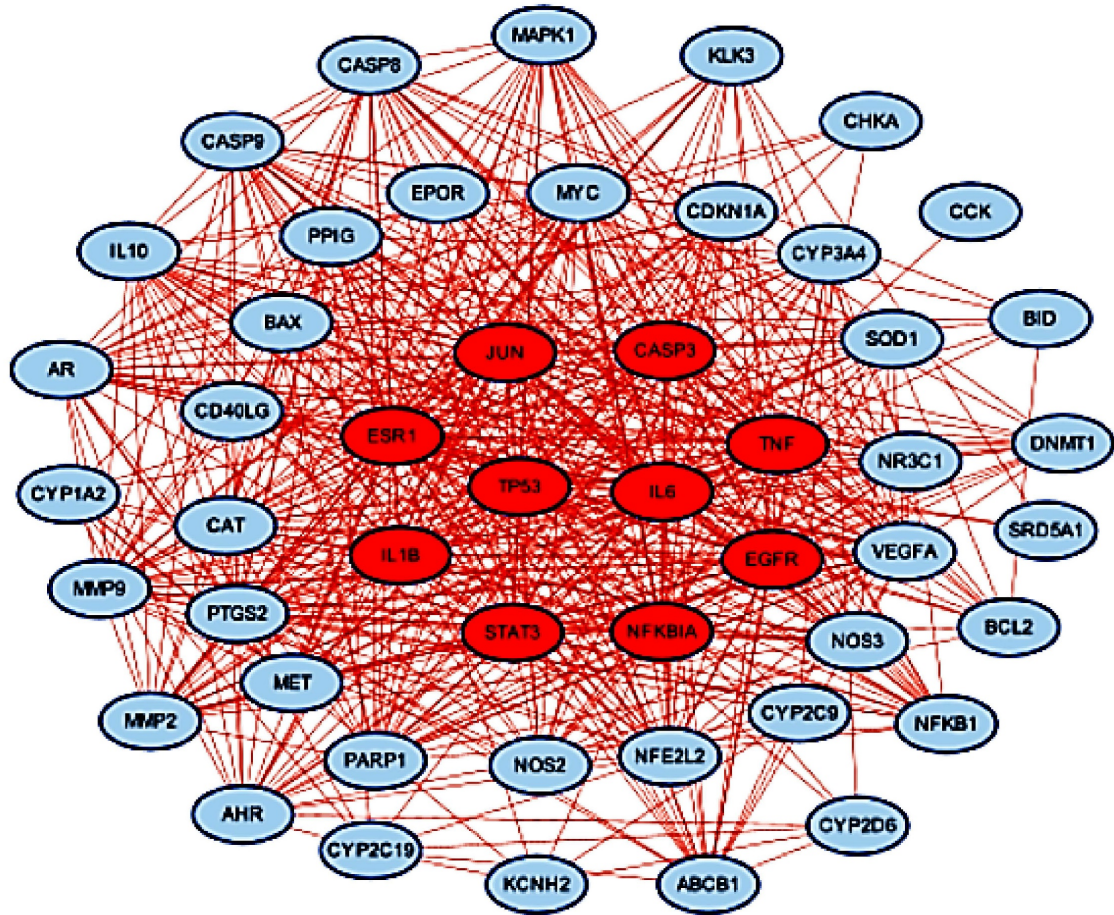 MAPK1
KLK3
CASP8
CHKA
CASP9
EPOR
MYC
CDKN1A
CCK
PPIG
IL10
CYP3A4
BAX
BID
SOD1
JUN
CASP3
AR
CD40LG
ESR1
TNF
DNMT1
NR3C1
TP53
IL6
CYP1A2
CAT
SRD5A1
IL1B
EGFR
VEGFA
MMP9
PTGS2
BCL2
STAT3
NFKBIA
NOS3
MET
CYP2C9
MMP2
NFKB1
PARP1
NOS2
NFE2L2
AHR
CYP2D6
CYP2C19
KCNH2
ABCB1